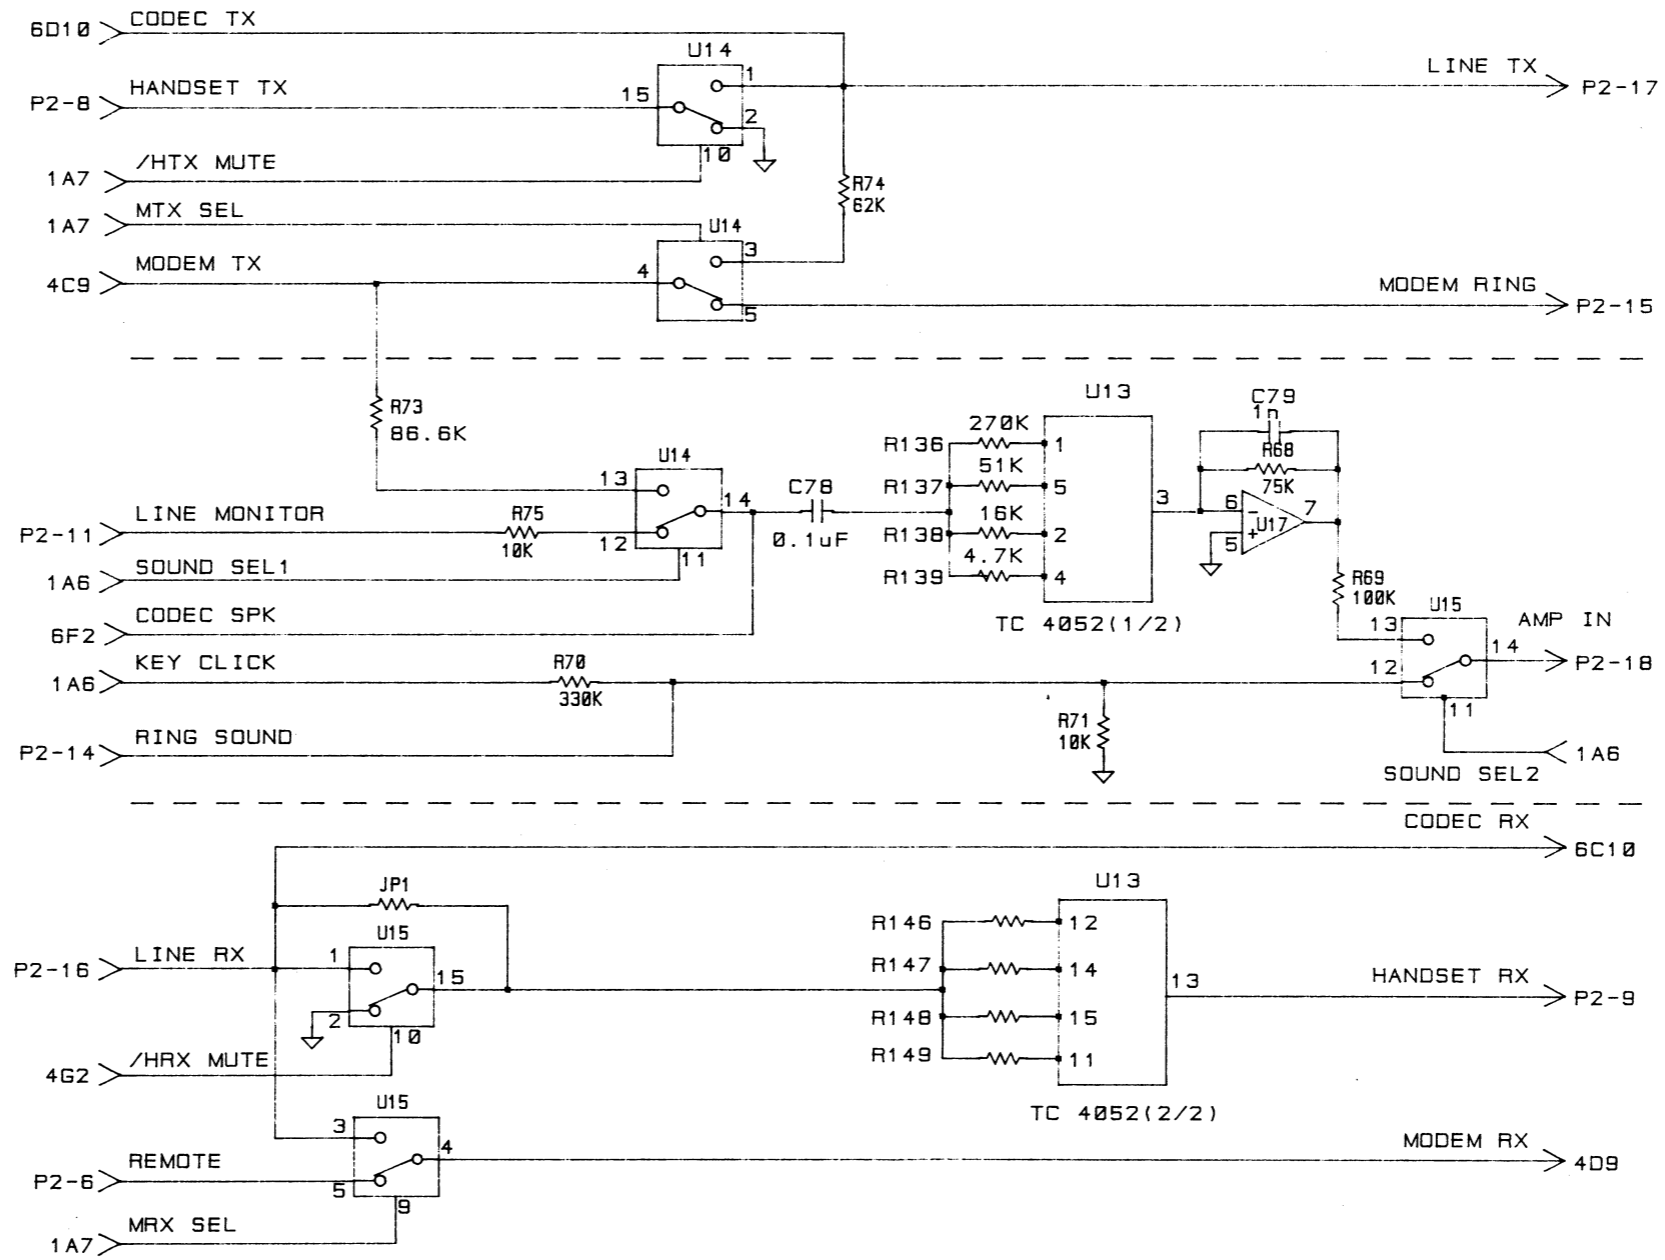 CODEC TX
6D10
U14
1
LINE TX
P2-17
HANDSET TX
P2-8
15
2
10
/HTX MUTE
1A7
R74
62K
MTX SEL
1A7
U14
3
MODEM TX
4C9
4
5
MODEM RING
P2-15
R73
86.6K
U13
C79
1n
R68
75K
R136
270K
1
R137
51K
5
R138
16K
2
R139
4.7K
4
3
TC 4052(1/2)
6
-
7
U17
+
5
U14
13
14
C78
0.1uF
LINE MONITOR
P2-11
R75
10K
12
11
SOUND SEL1
1A6
CODEC SPK
6F2
R69
100K
U15
13
AMP IN
14
P2-18
KEY CLICK
1A6
R70
330K
12
11
R71
10K
RING SOUND
P2-14
1A6
SOUND SEL2
CODEC RX
6C10
JP1
U15
LINE RX
P2-16
1
15
2
10
/HRX MUTE
4G2
U13
R146
12
R147
14
R148
15
R149
11
13
HANDSET RX
P2-9
TC 4052(2/2)
U15
3
4
MODEM RX
4D9
REMOTE
P2-6
5
9
MRX SEL
1A7